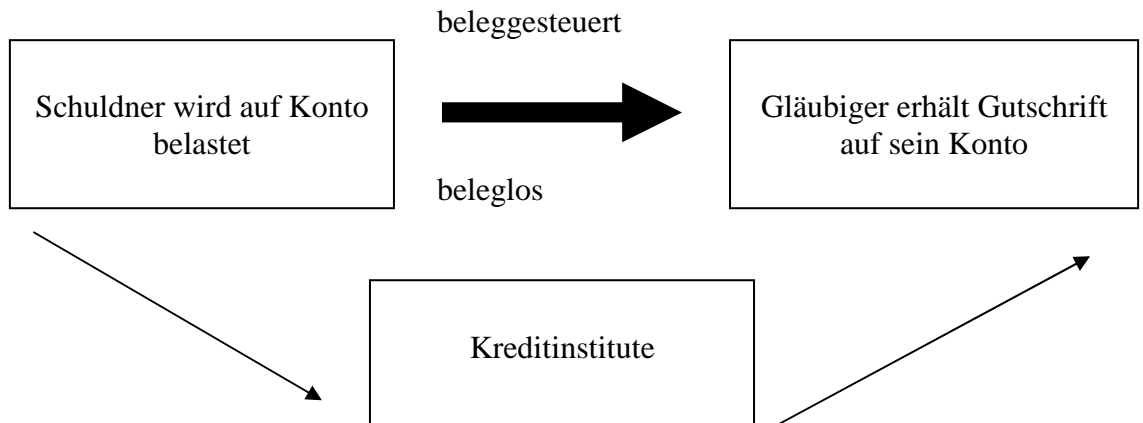 beleggesteuert
Schuldner wird auf Konto
belastet
Gläubiger erhält Gutschrift
auf sein Konto
beleglos
Kreditinstitute